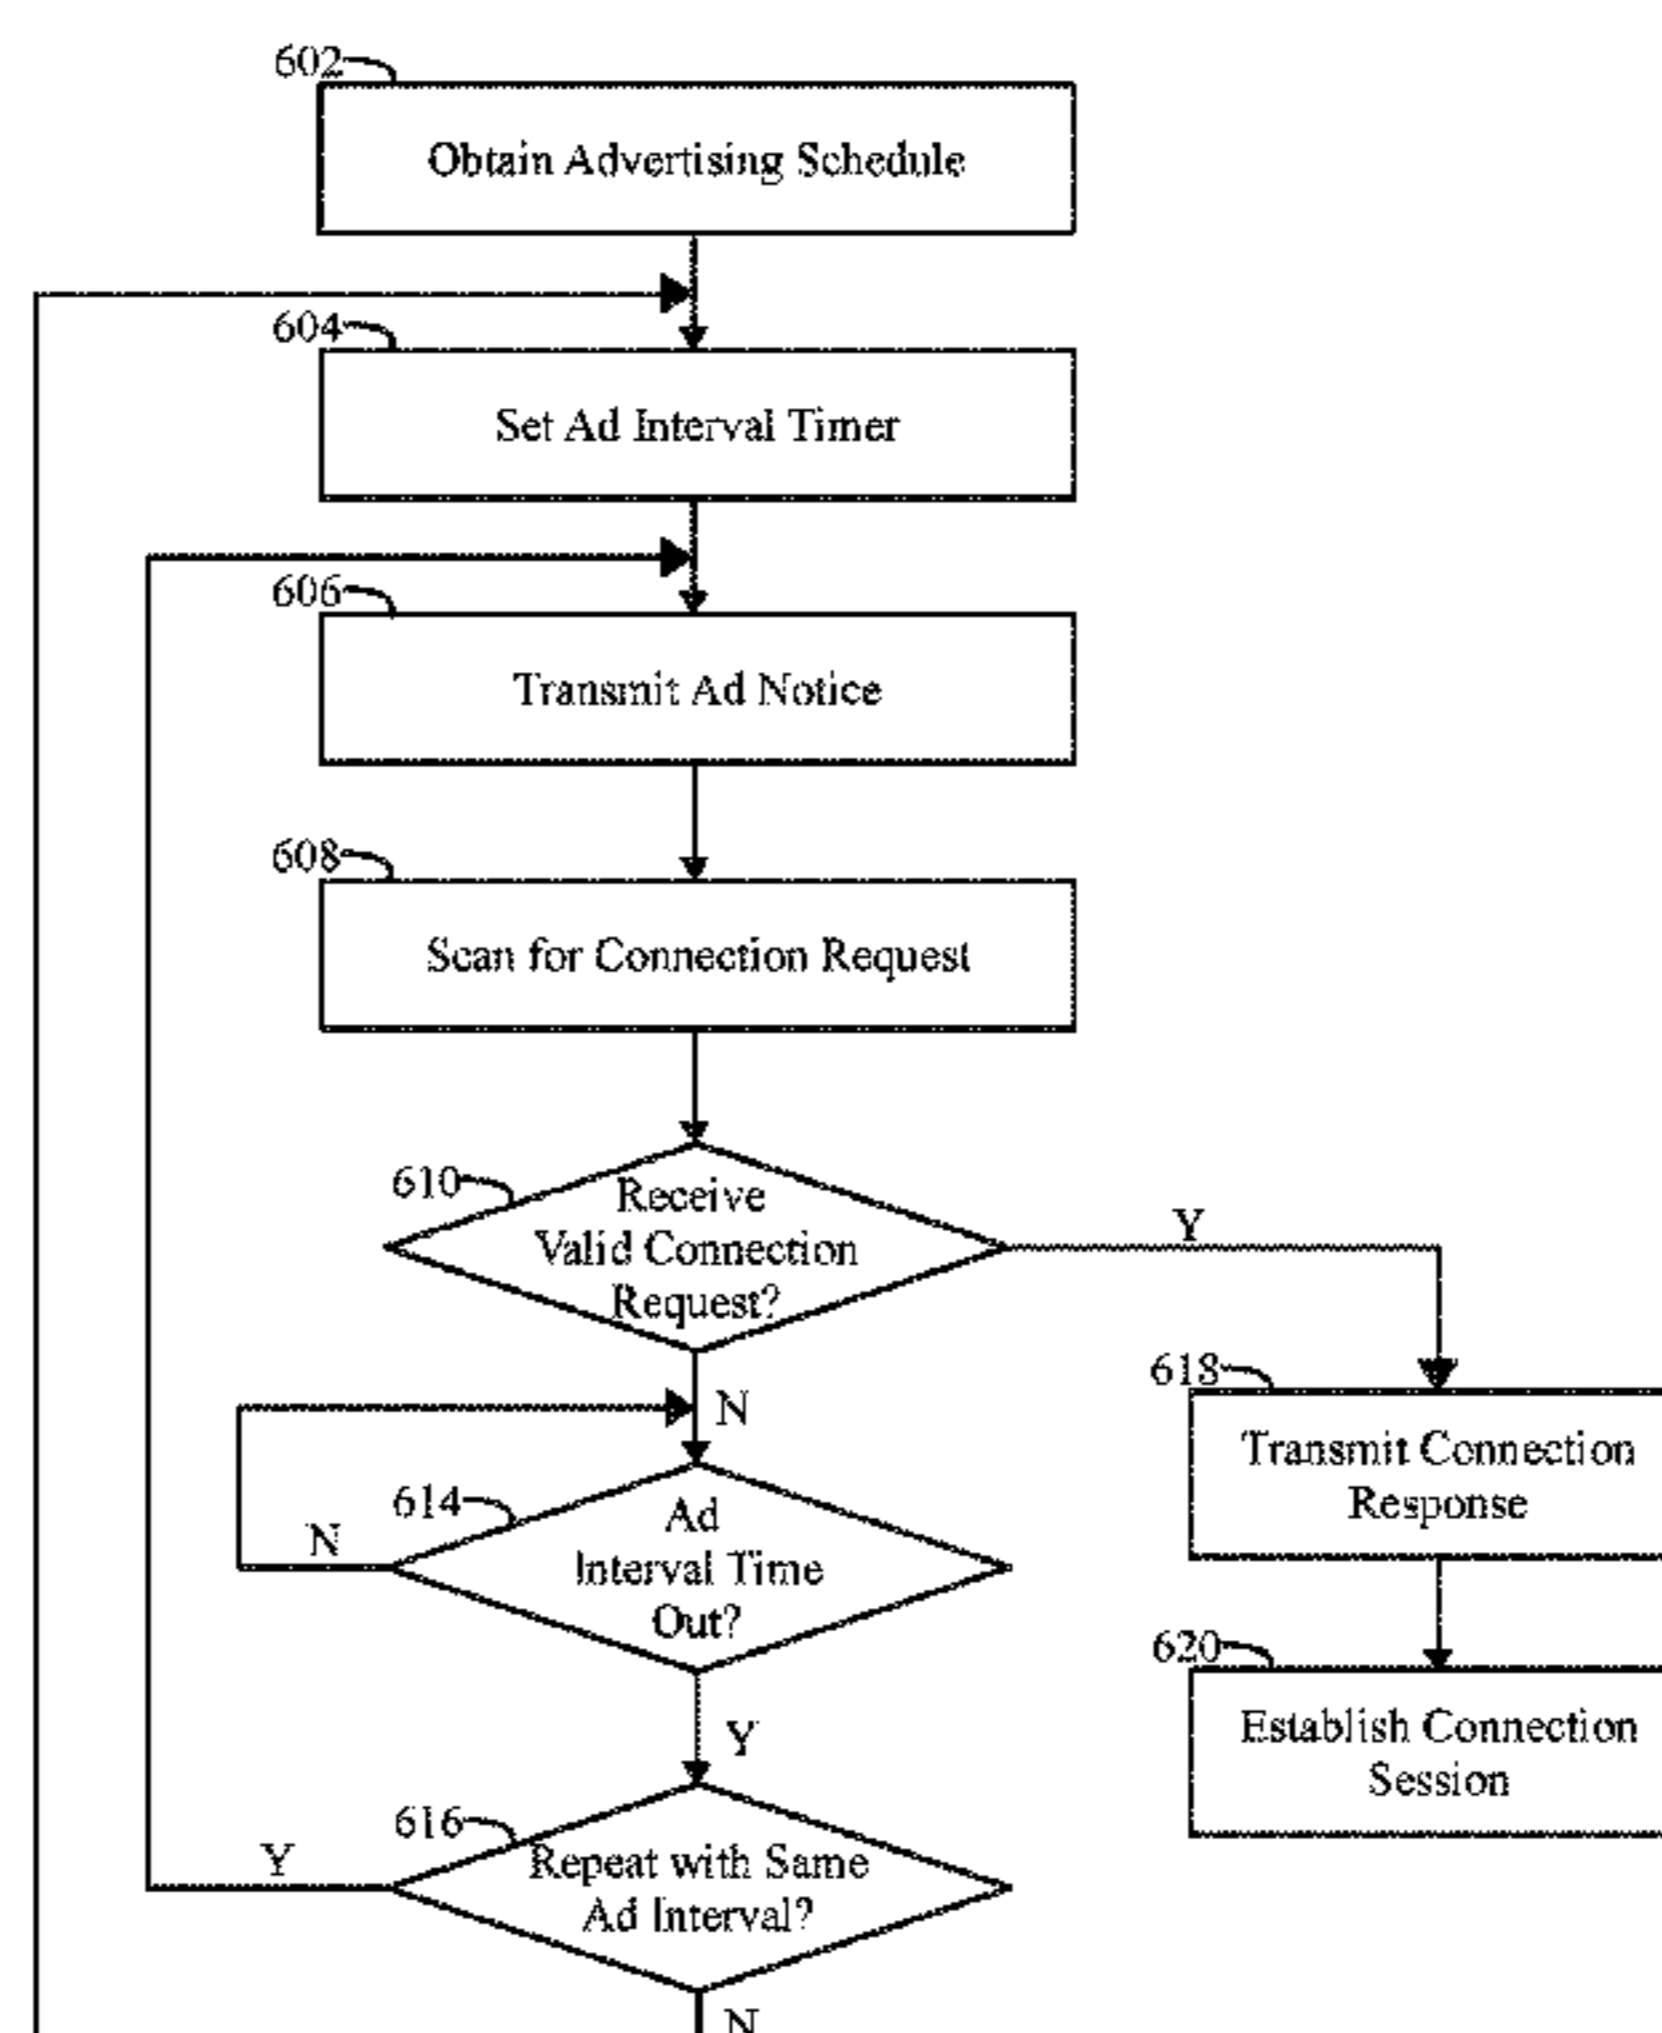 602
Obtain Advertising Schedule
604
Set Ad Interval Timer
606
Transmit Ad Notice
608
Scan for Connection Request
610
Receive
Valid Connection
Request?
Y
N
618
Transmit Connection
Response
614
Ad
Interval Time
Out?
N
Y
620
Establish Connection
Session
616
Repeat with Same
Ad Interval?
Y
N